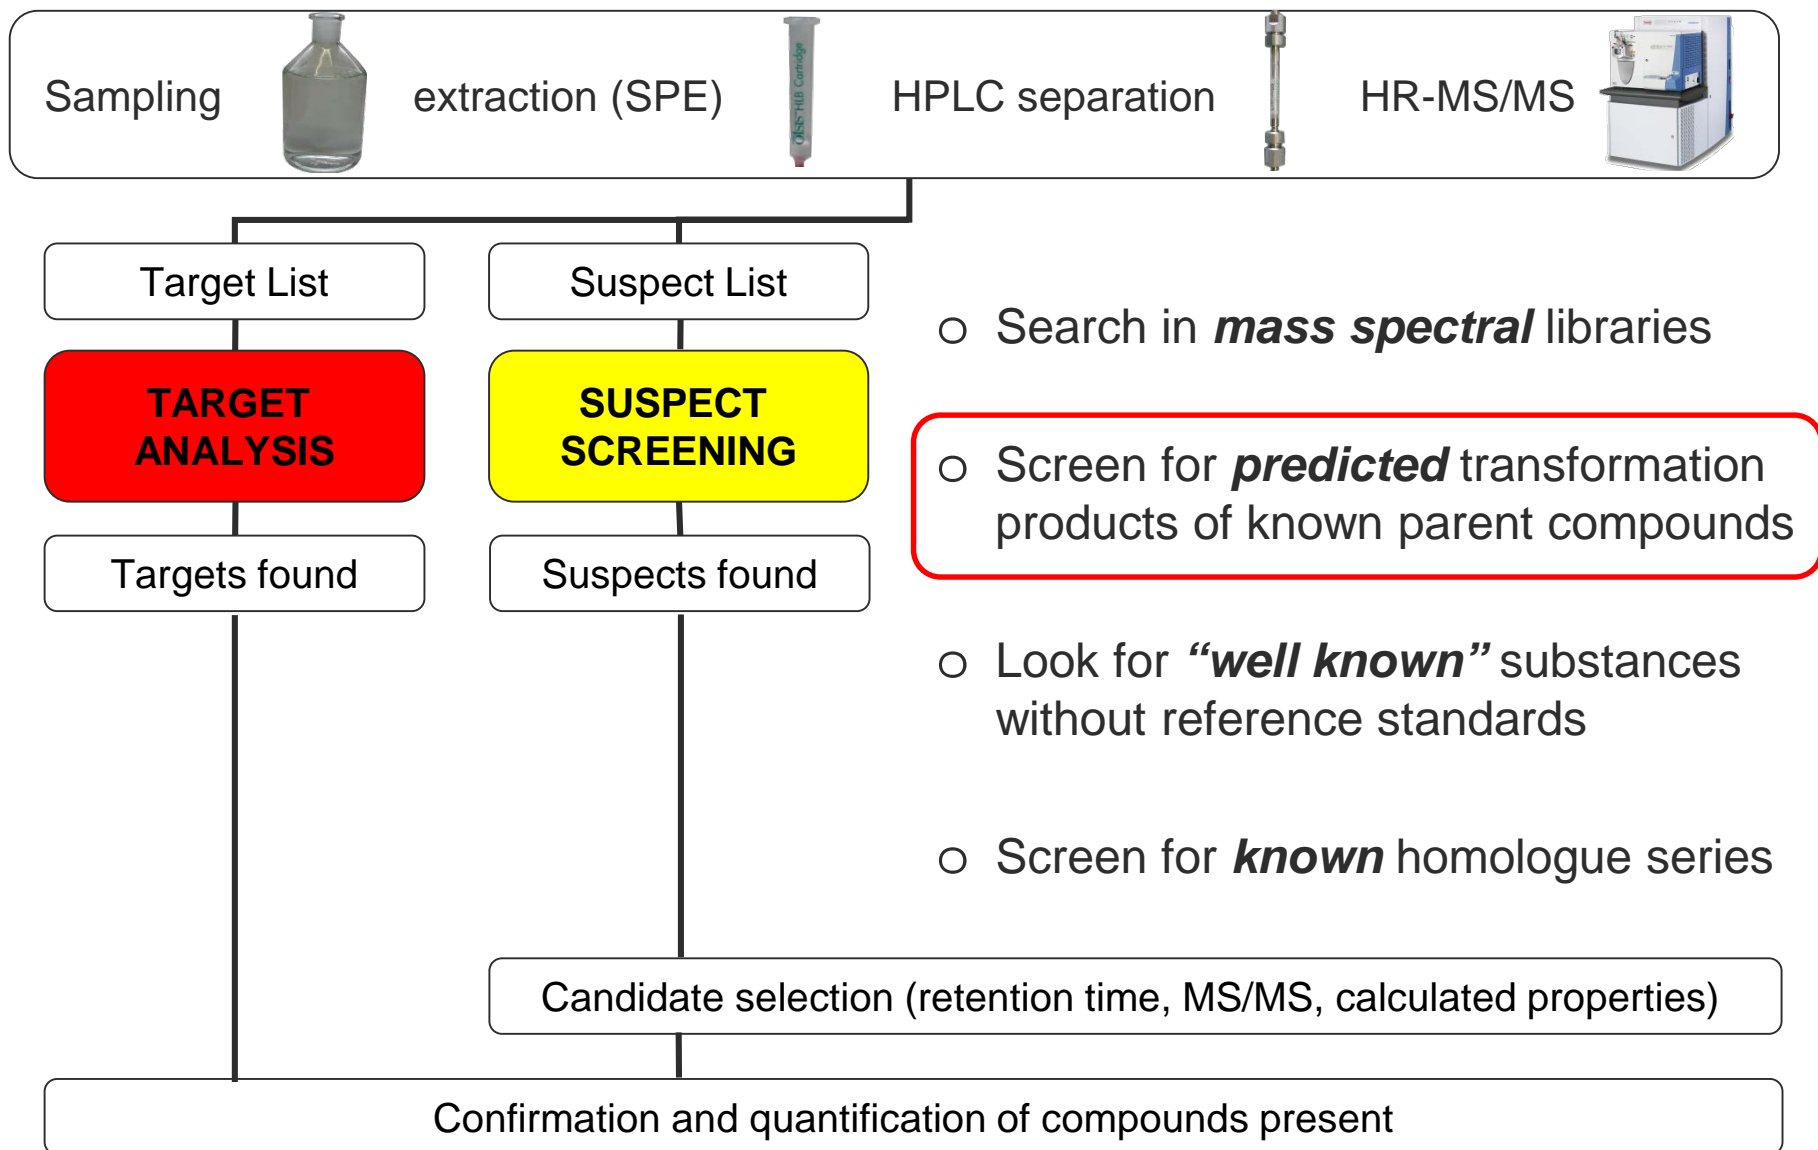 Sampling
extraction (SPE)
Oasis HLB Cartridge
HPLC separation
HR-MS/MS
Target List
Suspect List
TARGET
ANALYSIS
SUSPECT
SCREENING
Targets found
Suspects found
o Search in mass spectral libraries
o Screen for predicted transformation
products of known parent compounds
o Look for “well known” substances
without reference standards
o Screen for known homologue series
Candidate selection (retention time, MS/MS, calculated properties)
Confirmation and quantification of compounds present